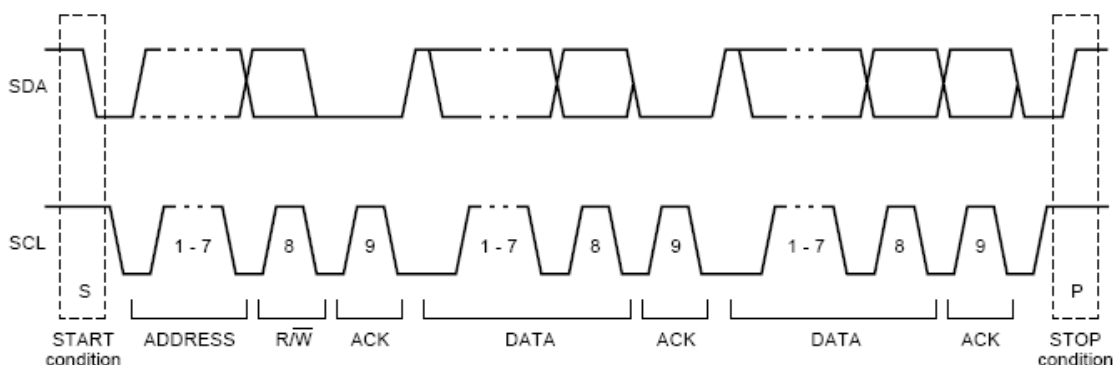 SDA
SCL
1 - 7 8 9 1 - 7 8 9 1 - 7 8 9
S P
START condition ADDRESS R/W̅ ACK DATA ACK DATA ACK STOP condition